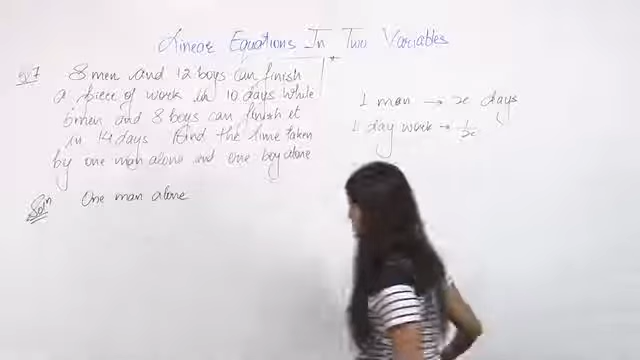 Linear Equations In Two Variables
eg 7 8 men and 12 boys can finish
a piece of work in 10 days while
6 men and 8 boys can finish it
in 14 days find the time taken
by one man alone and one boy alone
Solⁿ One man alone
1 man → x days
1 day work → 1/x